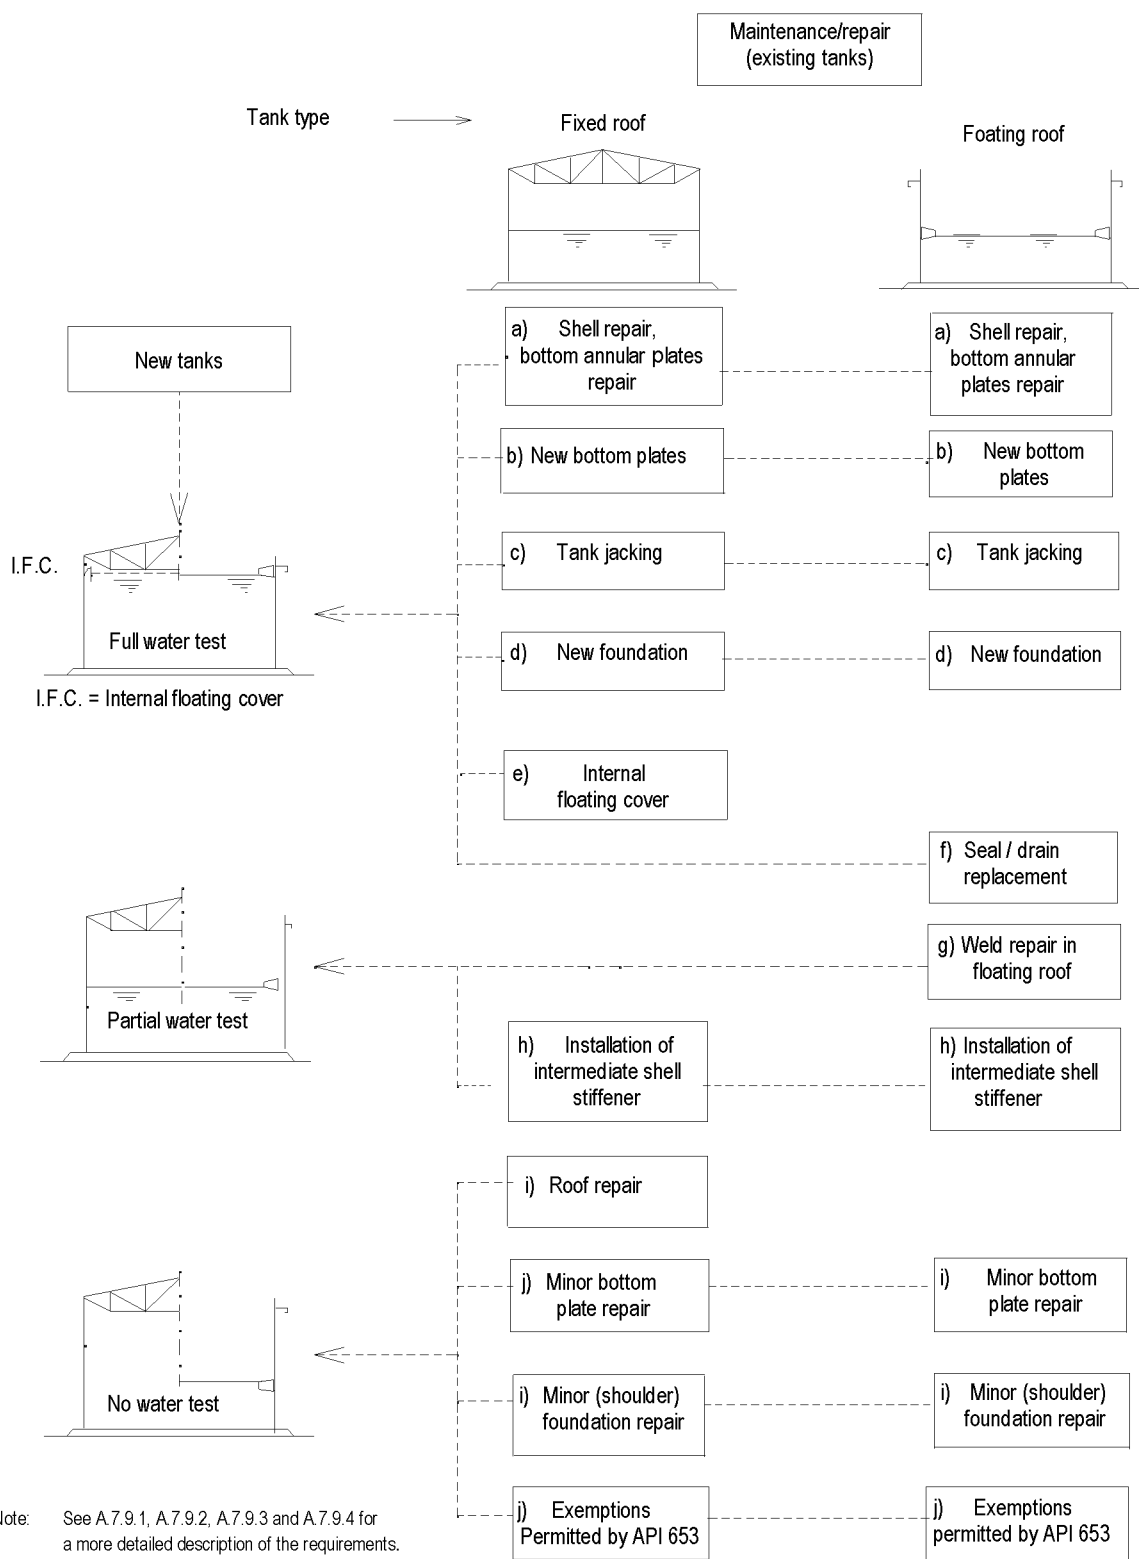 Maintenance/repair
(existing tanks)
Tank type
Fixed roof
Foating roof
New tanks
a) Shell repair,
bottom annular plates
repair
a) Shell repair,
bottom annular
plates repair
b) New bottom plates
b) New bottom
plates
I.F.C.
Full water test
I.F.C. = Internal floating cover
c) Tank jacking
c) Tank jacking
d) New foundation
d) New foundation
e) Internal
floating cover
f) Seal / drain
replacement
Partial water test
g) Weld repair in
floating roof
h) Installation of
intermediate shell
stiffener
h) Installation of
intermediate shell
stiffener
i) Roof repair
j) Minor bottom
plate repair
i) Minor bottom
plate repair
No water test
i) Minor (shoulder)
foundation repair
i) Minor (shoulder)
foundation repair
j) Exemptions
Permitted by API 653
j) Exemptions
permitted by API 653
Note: See A.7.9.1, A.7.9.2, A.7.9.3 and A.7.9.4 for
a more detailed description of the requirements.